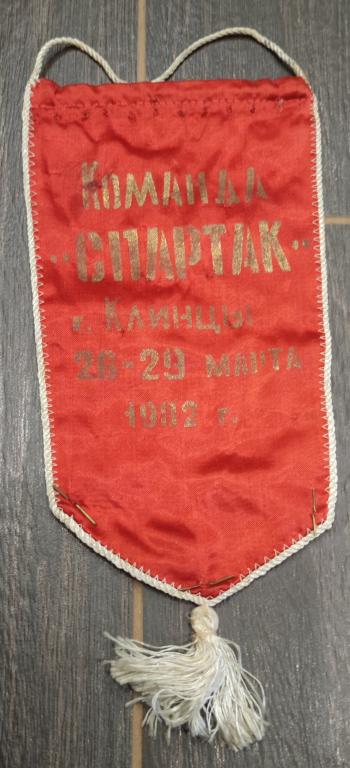 Команда
"СПАРТАК"
г. Клинцы
26-29 марта
1982 г.